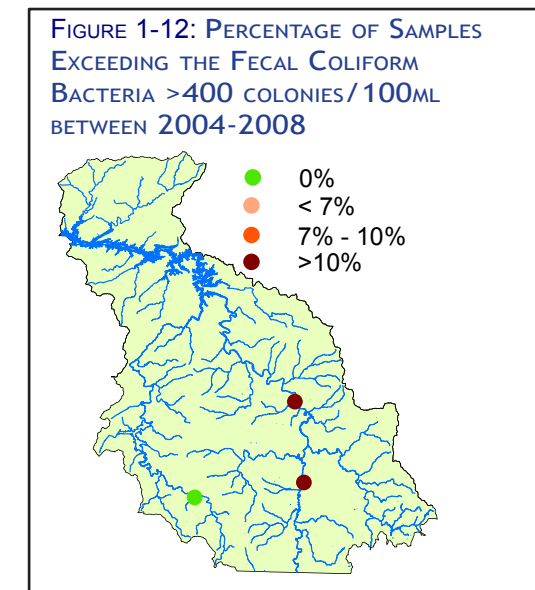 FIGURE 1-12: PERCENTAGE OF SAMPLES
EXCEEDING THE FECAL COLIFORM
BACTERIA >400 COLONIES/100ML
BETWEEN 2004-2008
0%
< 7%
7% - 10%
>10%